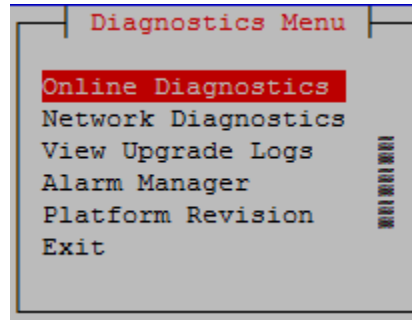 Diagnostics Menu
Online Diagnostics
Network Diagnostics
View Upgrade Logs
Alarm Manager
Platform Revision
Exit